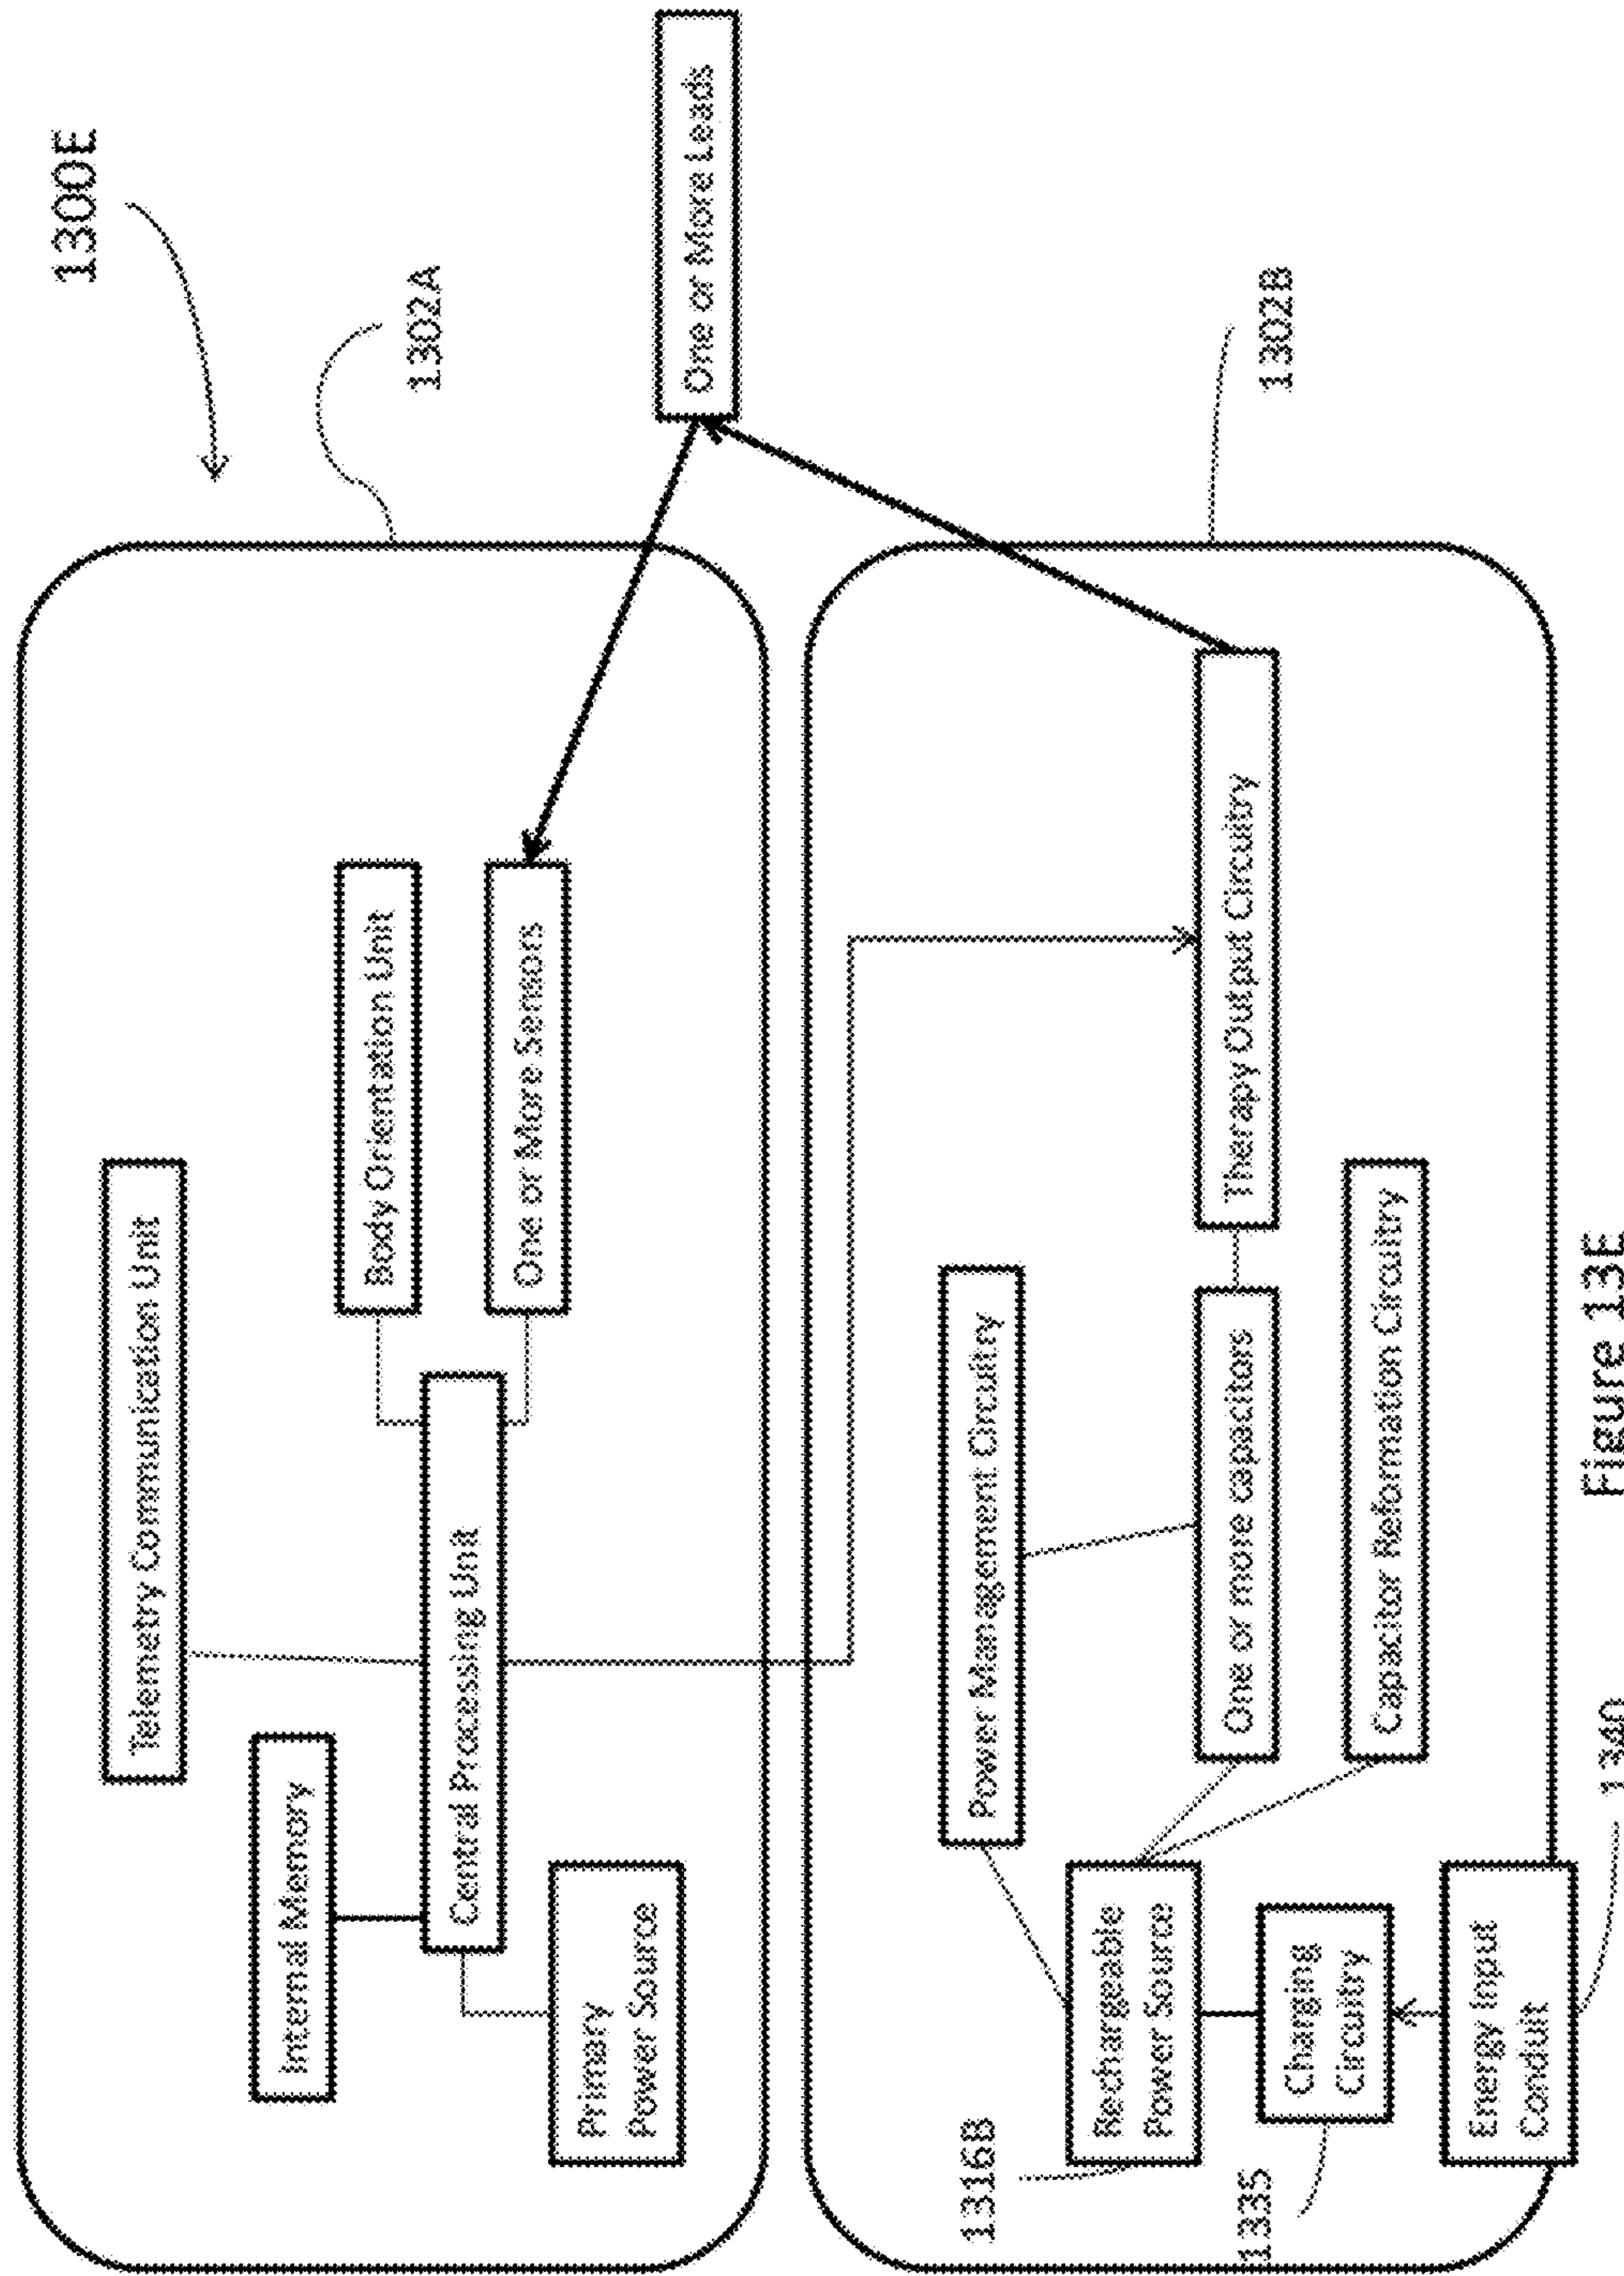 1300E
1302A
Telemetry Communication Unit
Internal Memory
Body Orientation Unit
Central Processing Unit
One or More Sensors
Primary
Power Source
One or More Leads
1302B
Power Management Circuitry
1316B
Rechargeable
Power Source
One or more capacitors
Therapy Output Circuitry
1335
Charging
Circuitry
Capacitor Reformation Circuitry
Energy Input
Conduit
1340
Figure 13E